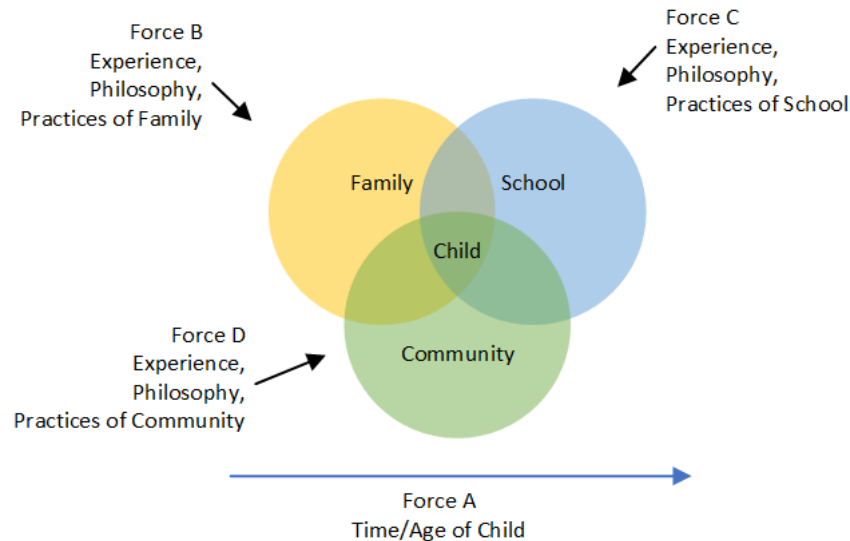 Force B
Experience,
Philosophy,
Practices of Family
Force C
Experience,
Philosophy,
Practices of School
Family
School
Child
Community
Force D
Experience,
Philosophy,
Practices of Community
Force A
Time/Age of Child